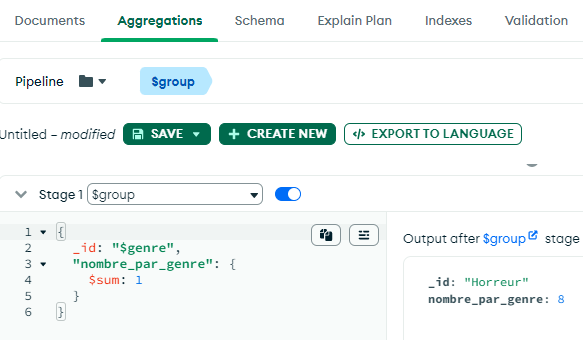 Documents Aggregations Schema Explain Plan Indexes Validation
Pipeline $group
Untitled – modified SAVE + CREATE NEW </> EXPORT TO LANGUAGE
Stage 1 $group
1 {
2 _id: "$genre",
3 "nombre_par_genre": {
4 $sum: 1
5 }
6 }
Output after $group stage
_id: "Horreur"
nombre_par_genre: 8